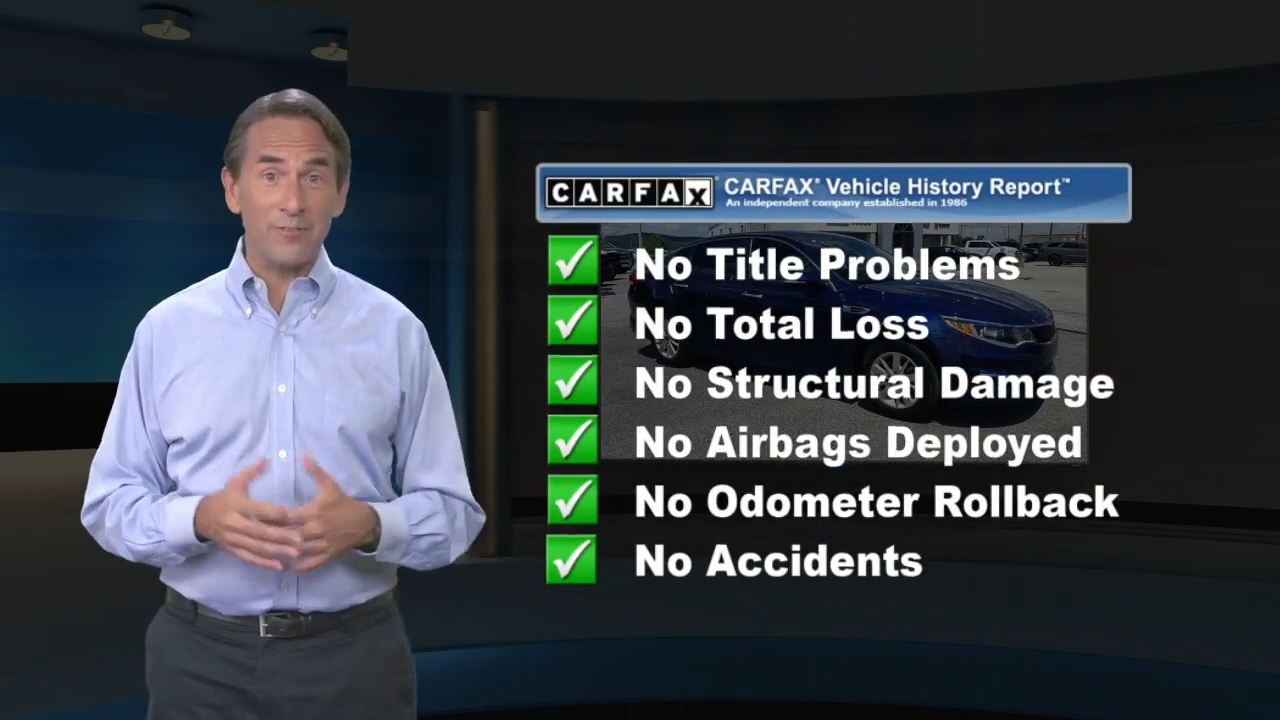 CARFAX
CARFAX® Vehicle History Report™
An independent company established in 1986
No Title Problems
No Total Loss
No Structural Damage
No Airbags Deployed
No Odometer Rollback
No Accidents